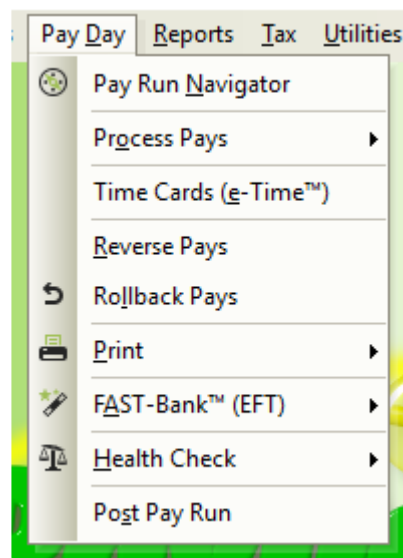 Pay Day Reports Tax Utilities
Pay Run Navigator
Process Pays
Time Cards (e-Time™)
Reverse Pays
Rollback Pays
Print
FAST-Bank™ (EFT)
Health Check
Post Pay Run